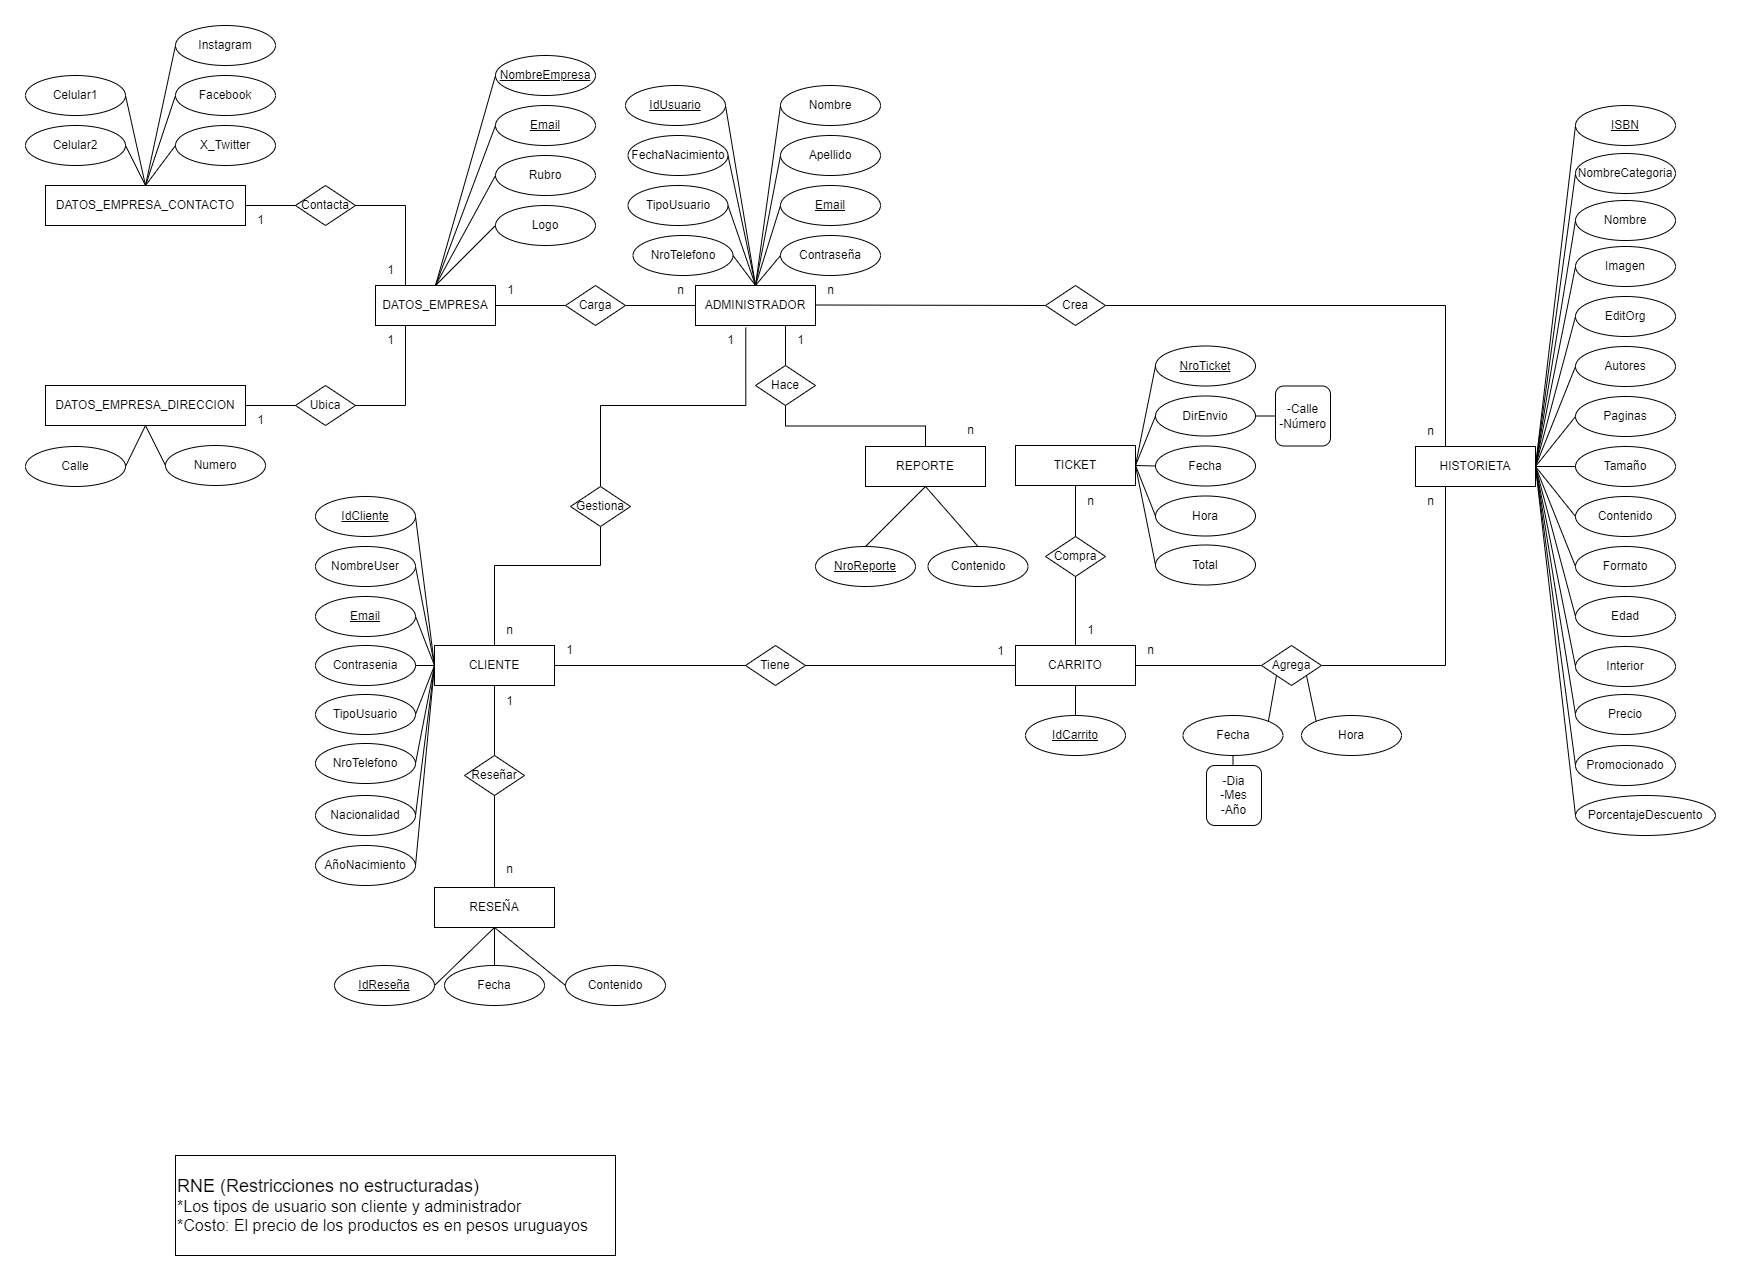 Instagram
Celular1
Facebook
Celular2
X_Twitter
DATOS_EMPRESA_CONTACTO
1
Contacta
1
NombreEmpresa
Email
Rubro
Logo
DATOS_EMPRESA
1
Carga
n
1
DATOS_EMPRESA_DIRECCION
1
Ubica
Calle
Numero
IdUsuario
Nombre
FechaNacimiento
Apellido
TipoUsuario
Email
NroTelefono
Contraseña
ADMINISTRADOR
n
Crea
1
1
Hace
n
REPORTE
NroReporte
Contenido
Gestiona
n
NroTicket
DirEnvio
-Calle
-Número
Fecha
Hora
Total
TICKET
n
Compra
1
ISBN
NombreCategoria
Nombre
Imagen
EditOrg
Autores
Paginas
Tamaño
Contenido
Formato
Edad
Interior
Precio
Promocionado
PorcentajeDescuento
n
HISTORIETA
n
IdCliente
NombreUser
Email
Contrasenia
TipoUsuario
NroTelefono
Nacionalidad
AñoNacimiento
CLIENTE
1
Tiene
1
CARRITO
n
Agrega
IdCarrito
Fecha
Hora
-Dia
-Mes
-Año
1
Reseñar
n
RESEÑA
IdReseña
Fecha
Contenido
RNE (Restricciones no estructuradas)
*Los tipos de usuario son cliente y administrador
*Costo: El precio de los productos es en pesos uruguayos